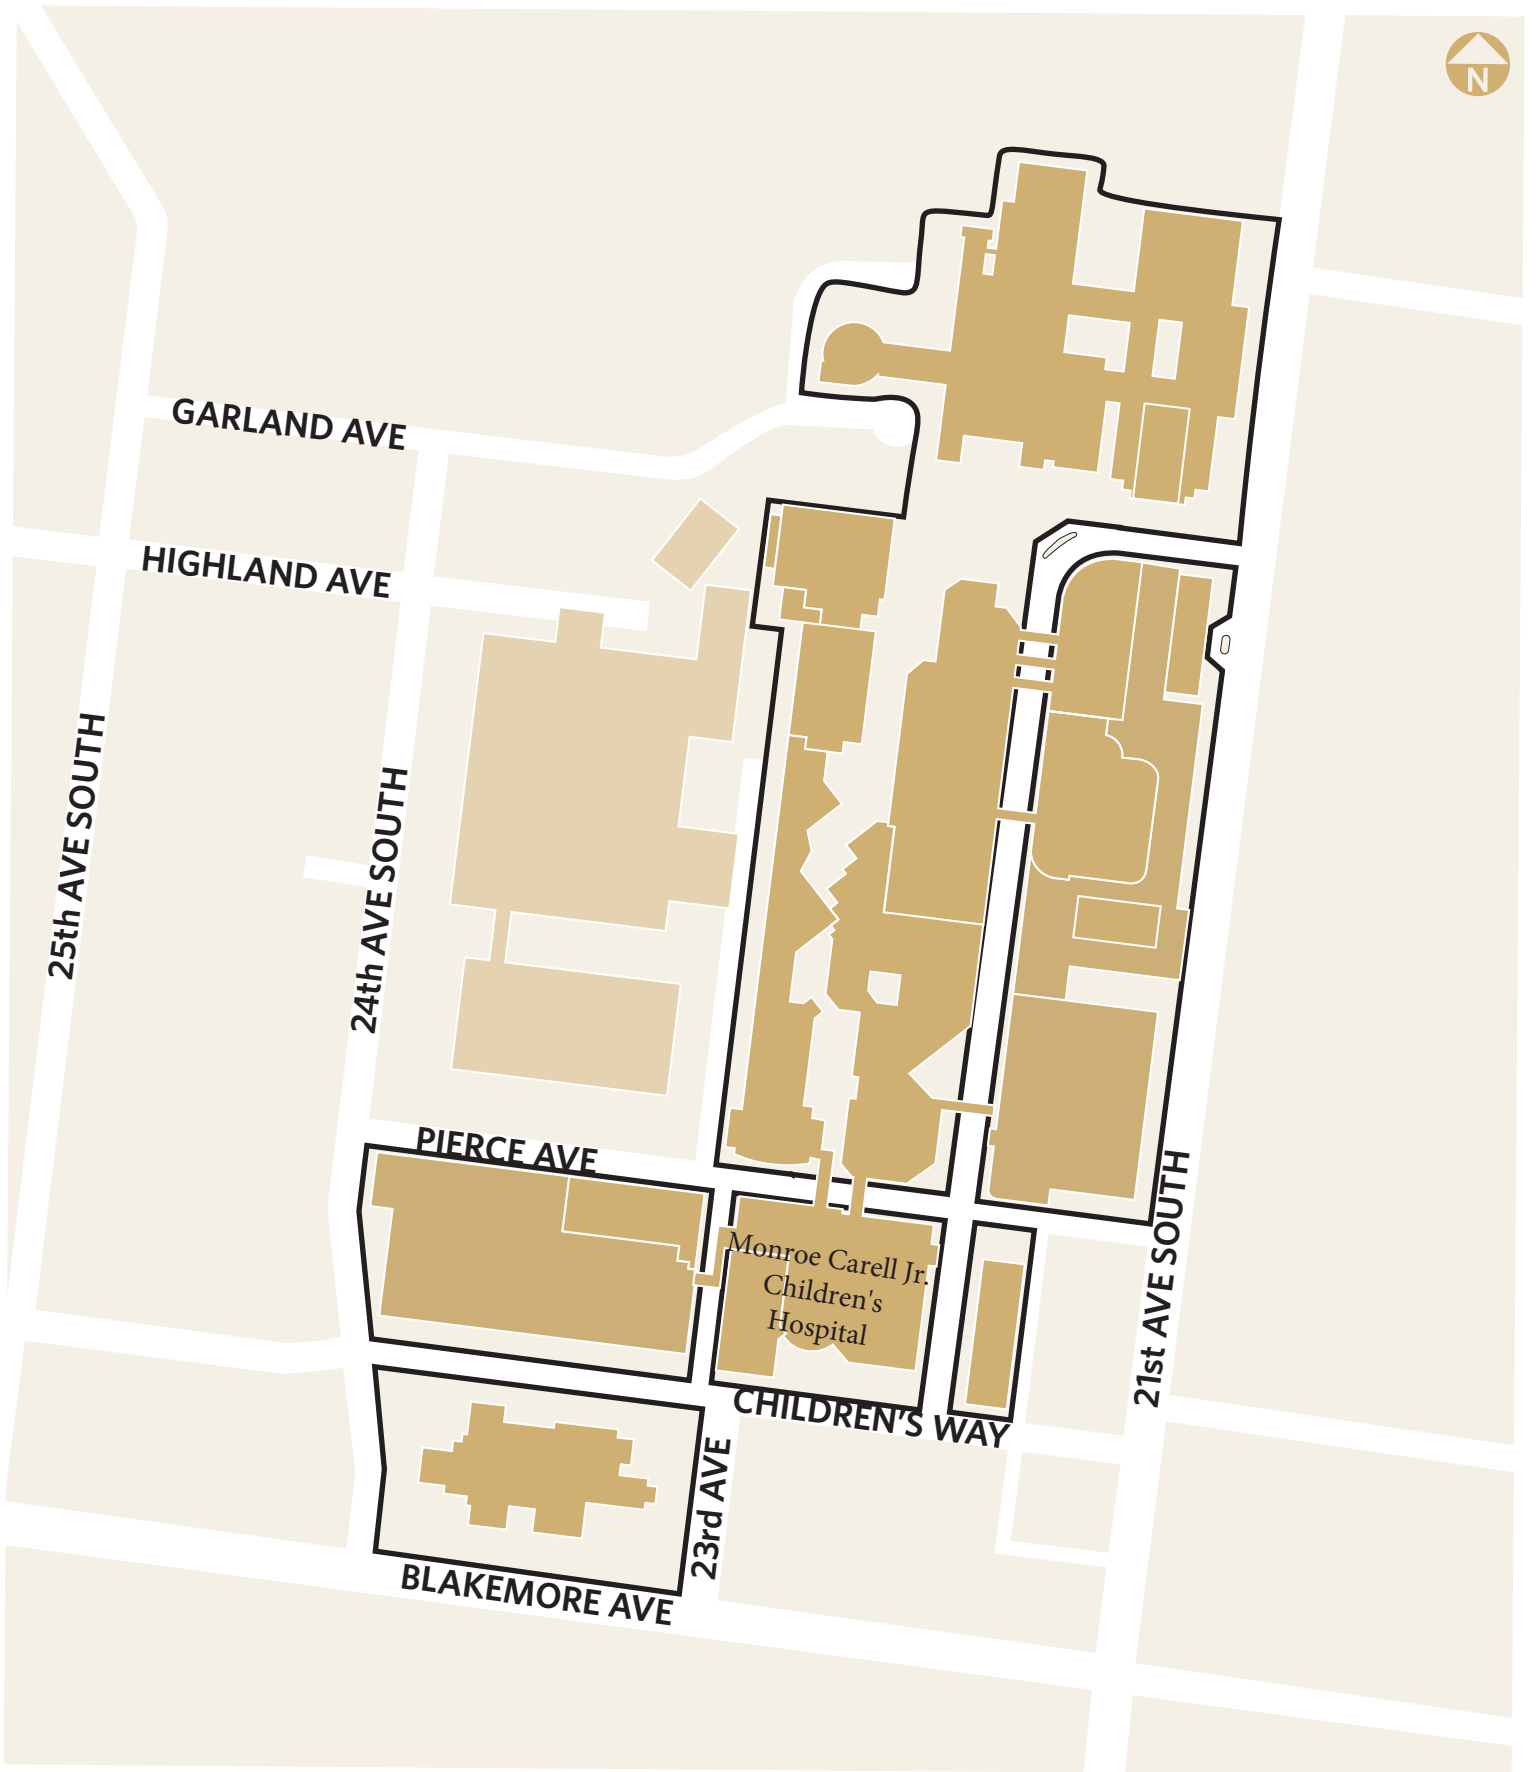 N
GARLAND AVE
HIGHLAND AVE
25th AVE SOUTH
24th AVE SOUTH
PIERCE AVE
21st AVE SOUTH
Monroe Carell Jr.
Children's
Hospital
CHILDREN’S WAY
23rd AVE
BLAKEMORE AVE